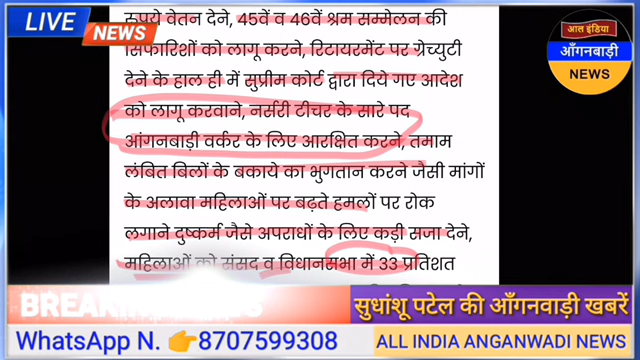 LIVE NEWS
आल इंडिया
आँगनबाड़ी
NEWS
रुपये वेतन देने, 45वें व 46वें श्रम सम्मेलन की
सिफारिशों को लागू करने, रिटायरमेंट पर ग्रेच्युटी
देने के हाल ही में सुप्रीम कोर्ट द्वारा दिये गए आदेश
को लागू करवाने, नर्सरी टीचर के सारे पद
आंगनबाड़ी वर्कर के लिए आरक्षित करने, तमाम
लंबित बिलों के बकाये का भुगतान करने जैसी मांगों
के अलावा महिलाओं पर बढ़ते हमलों पर रोक
लगाने दुष्कर्म जैसे अपराधों के लिए कड़ी सजा देने,
महिलाओं को संसद व विधानसभा में 33 प्रतिशत
सुधांशू पटेल की आँगनवाड़ी खबरें
WhatsApp N. 👉8707599308
ALL INDIA ANGANWADI NEWS